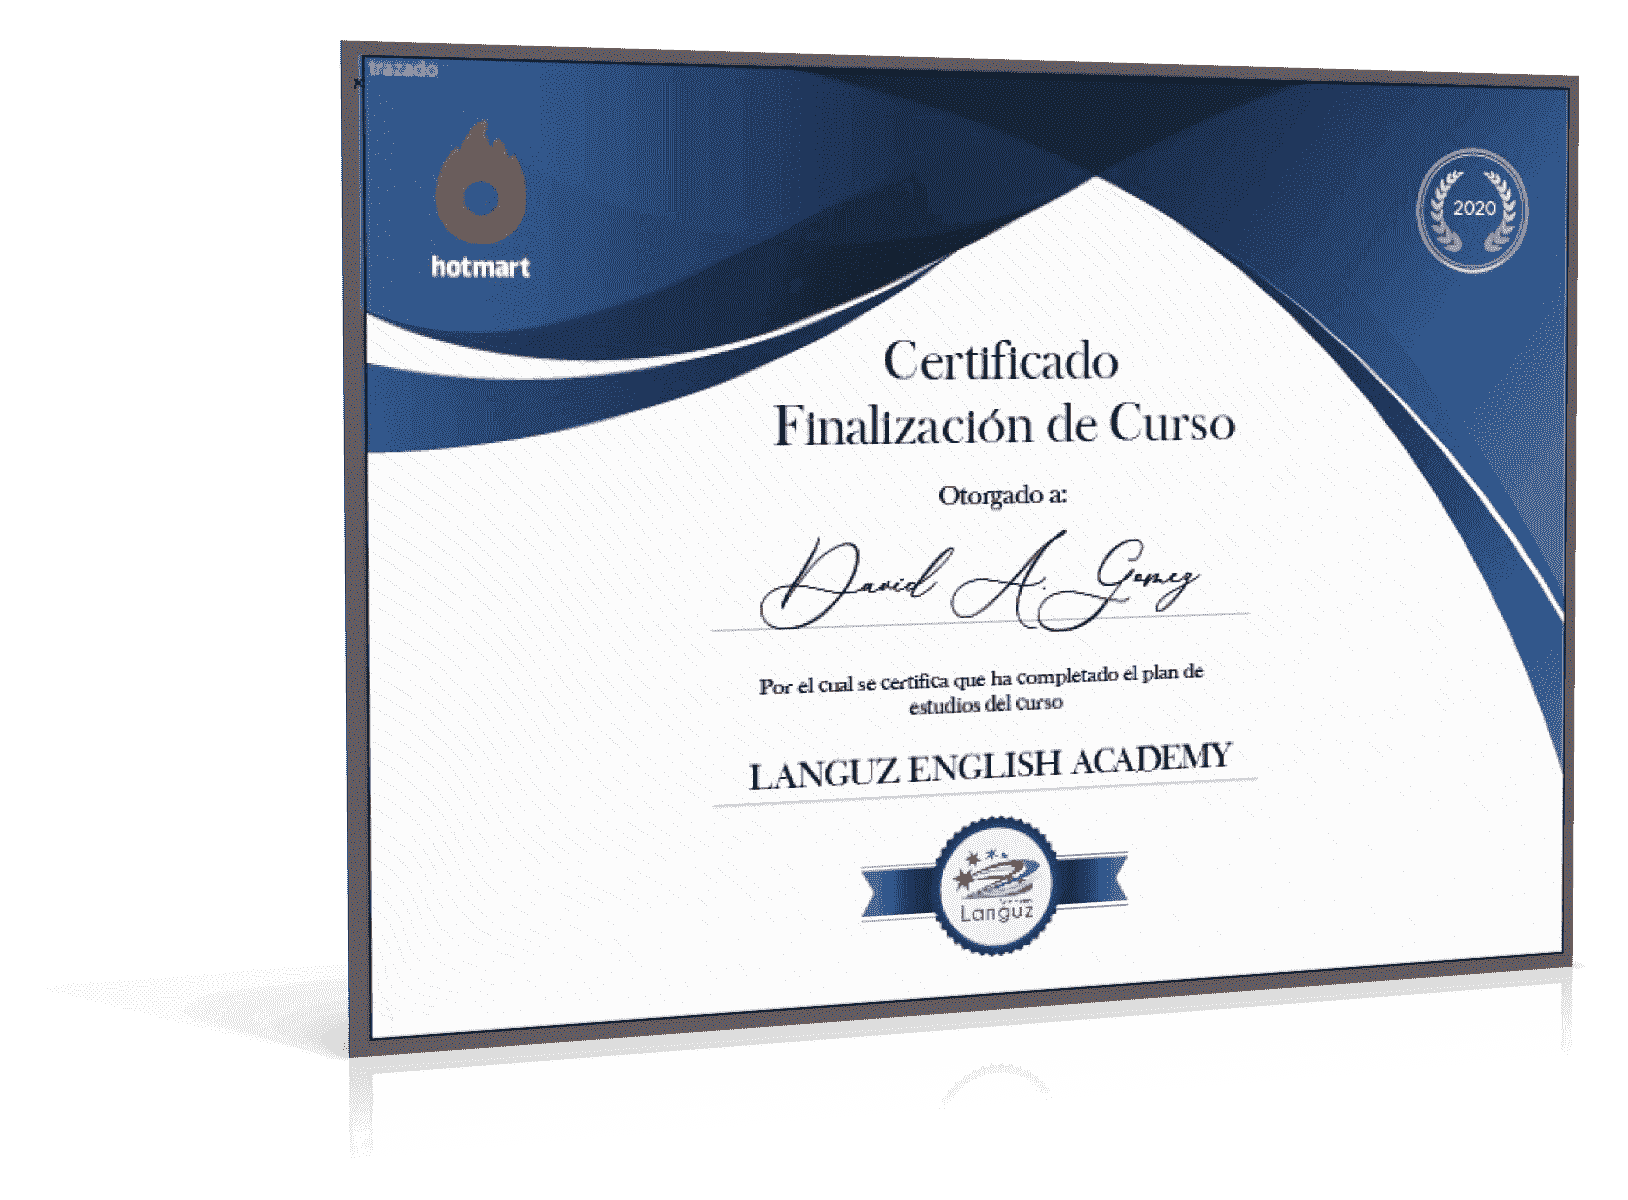 trazado
hotmart
2020
Certificado
Finalización de Curso
Otorgado a:
David A. Gomez
Por el cual se certifica que ha completado el plan de
estudios del curso
LANGUZ ENGLISH ACADEMY
Languz